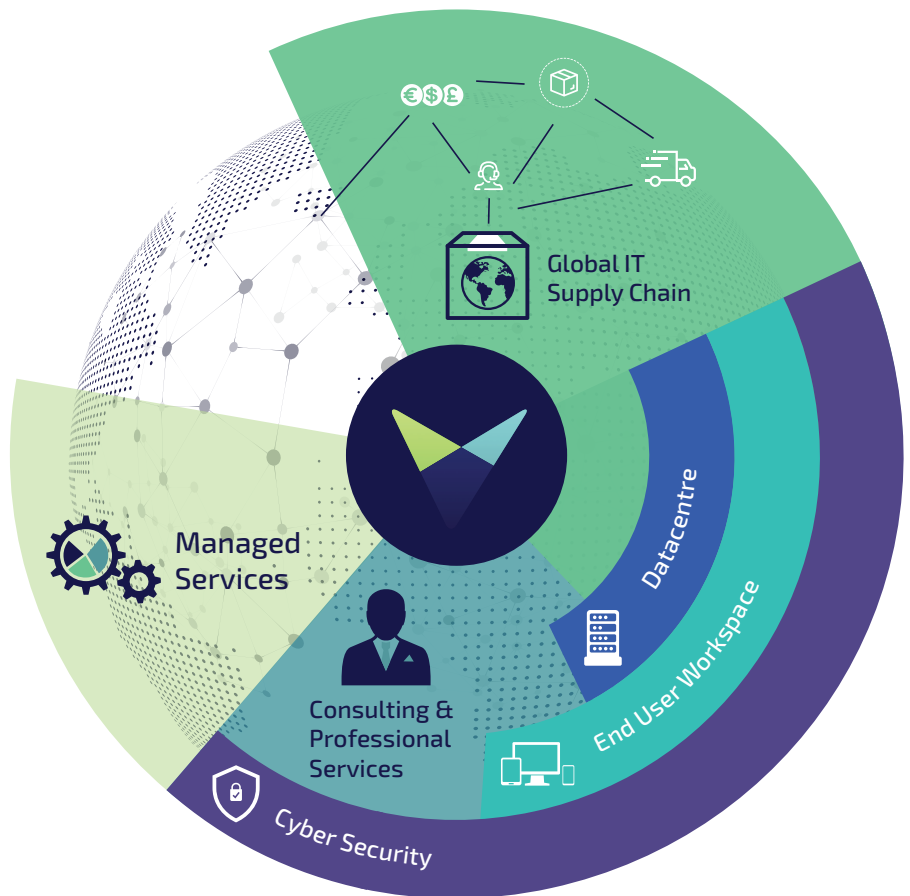 € $ £
Global IT
Supply Chain
Datacentre
End User Workspace
Managed
Services
Consulting &
Professional
Services
Cyber Security